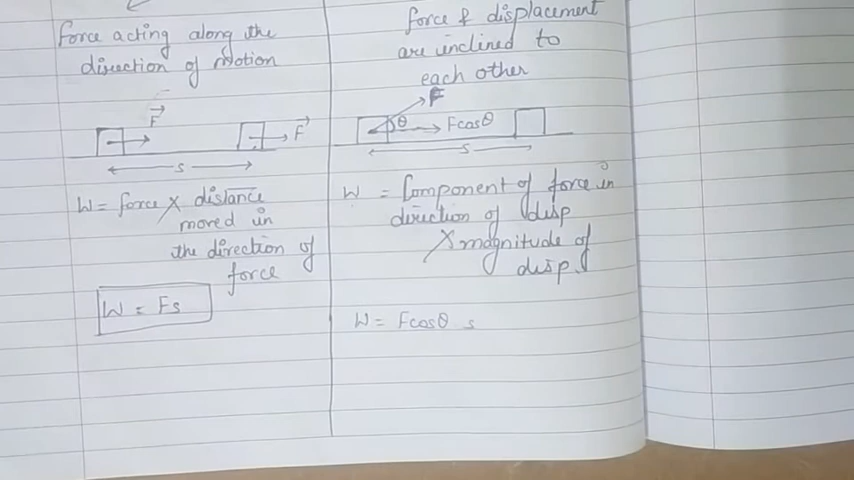 force acting along the
direction of motion
F
F
s
W = force X distance
moved in
the direction of
force
W = Fs
force & displacement
are inclined to
each other
F
θ
Fcosθ
s
W = Component of force in
direction of disp
X magnitude of
disp.
W = Fcosθ s